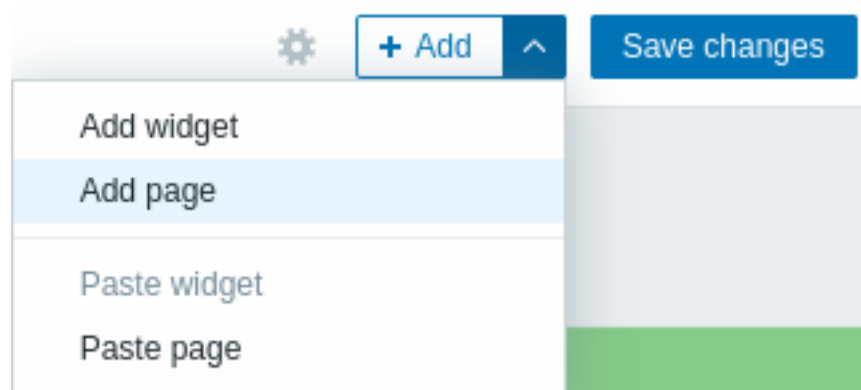 + Add
Save changes
Add widget
Add page
Paste widget
Paste page